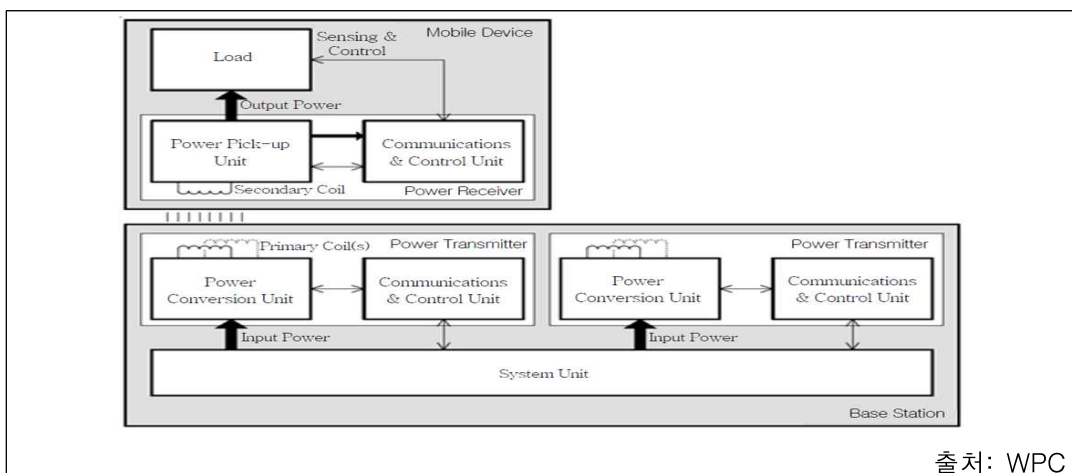 Mobile Device
Sensing &
Control
Load
Output Power
Power Pick-up
Unit
Communications
& Control Unit
Secondary Coil
Power Receiver
Primary Coil(s)
Power Transmitter
Power
Conversion Unit
Communications
& Control Unit
Input Power
Power Transmitter
Power
Conversion Unit
Communications
& Control Unit
Input Power
System Unit
Base Station
출처: WPC